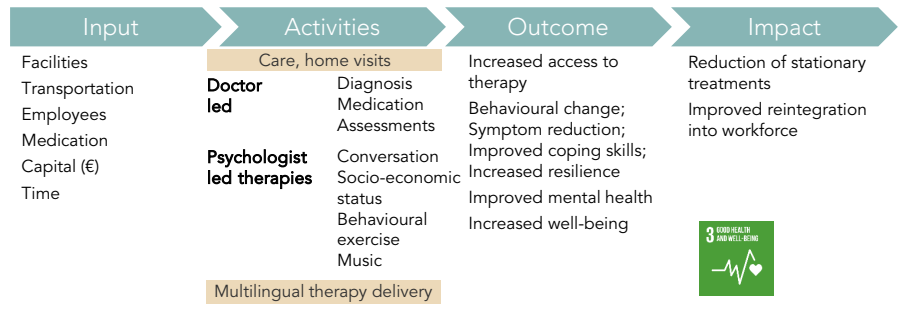 Input
Activities
Outcome
Impact
Facilities
Transportation
Employees
Medication
Capital (€)
Time
Care, home visits
Doctor
led
Diagnosis
Medication
Assessments
Psychologist
led therapies
Conversation
Socio-economic
status
Behavioural
exercise
Music
Multilingual therapy delivery
Increased access to
therapy
Behavioural change;
Symptom reduction;
Improved coping skills;
Increased resilience
Improved mental health
Increased well-being
Reduction of stationary
treatments
Improved reintegration
into workforce
3 GOOD HEALTH
AND WELL-BEING